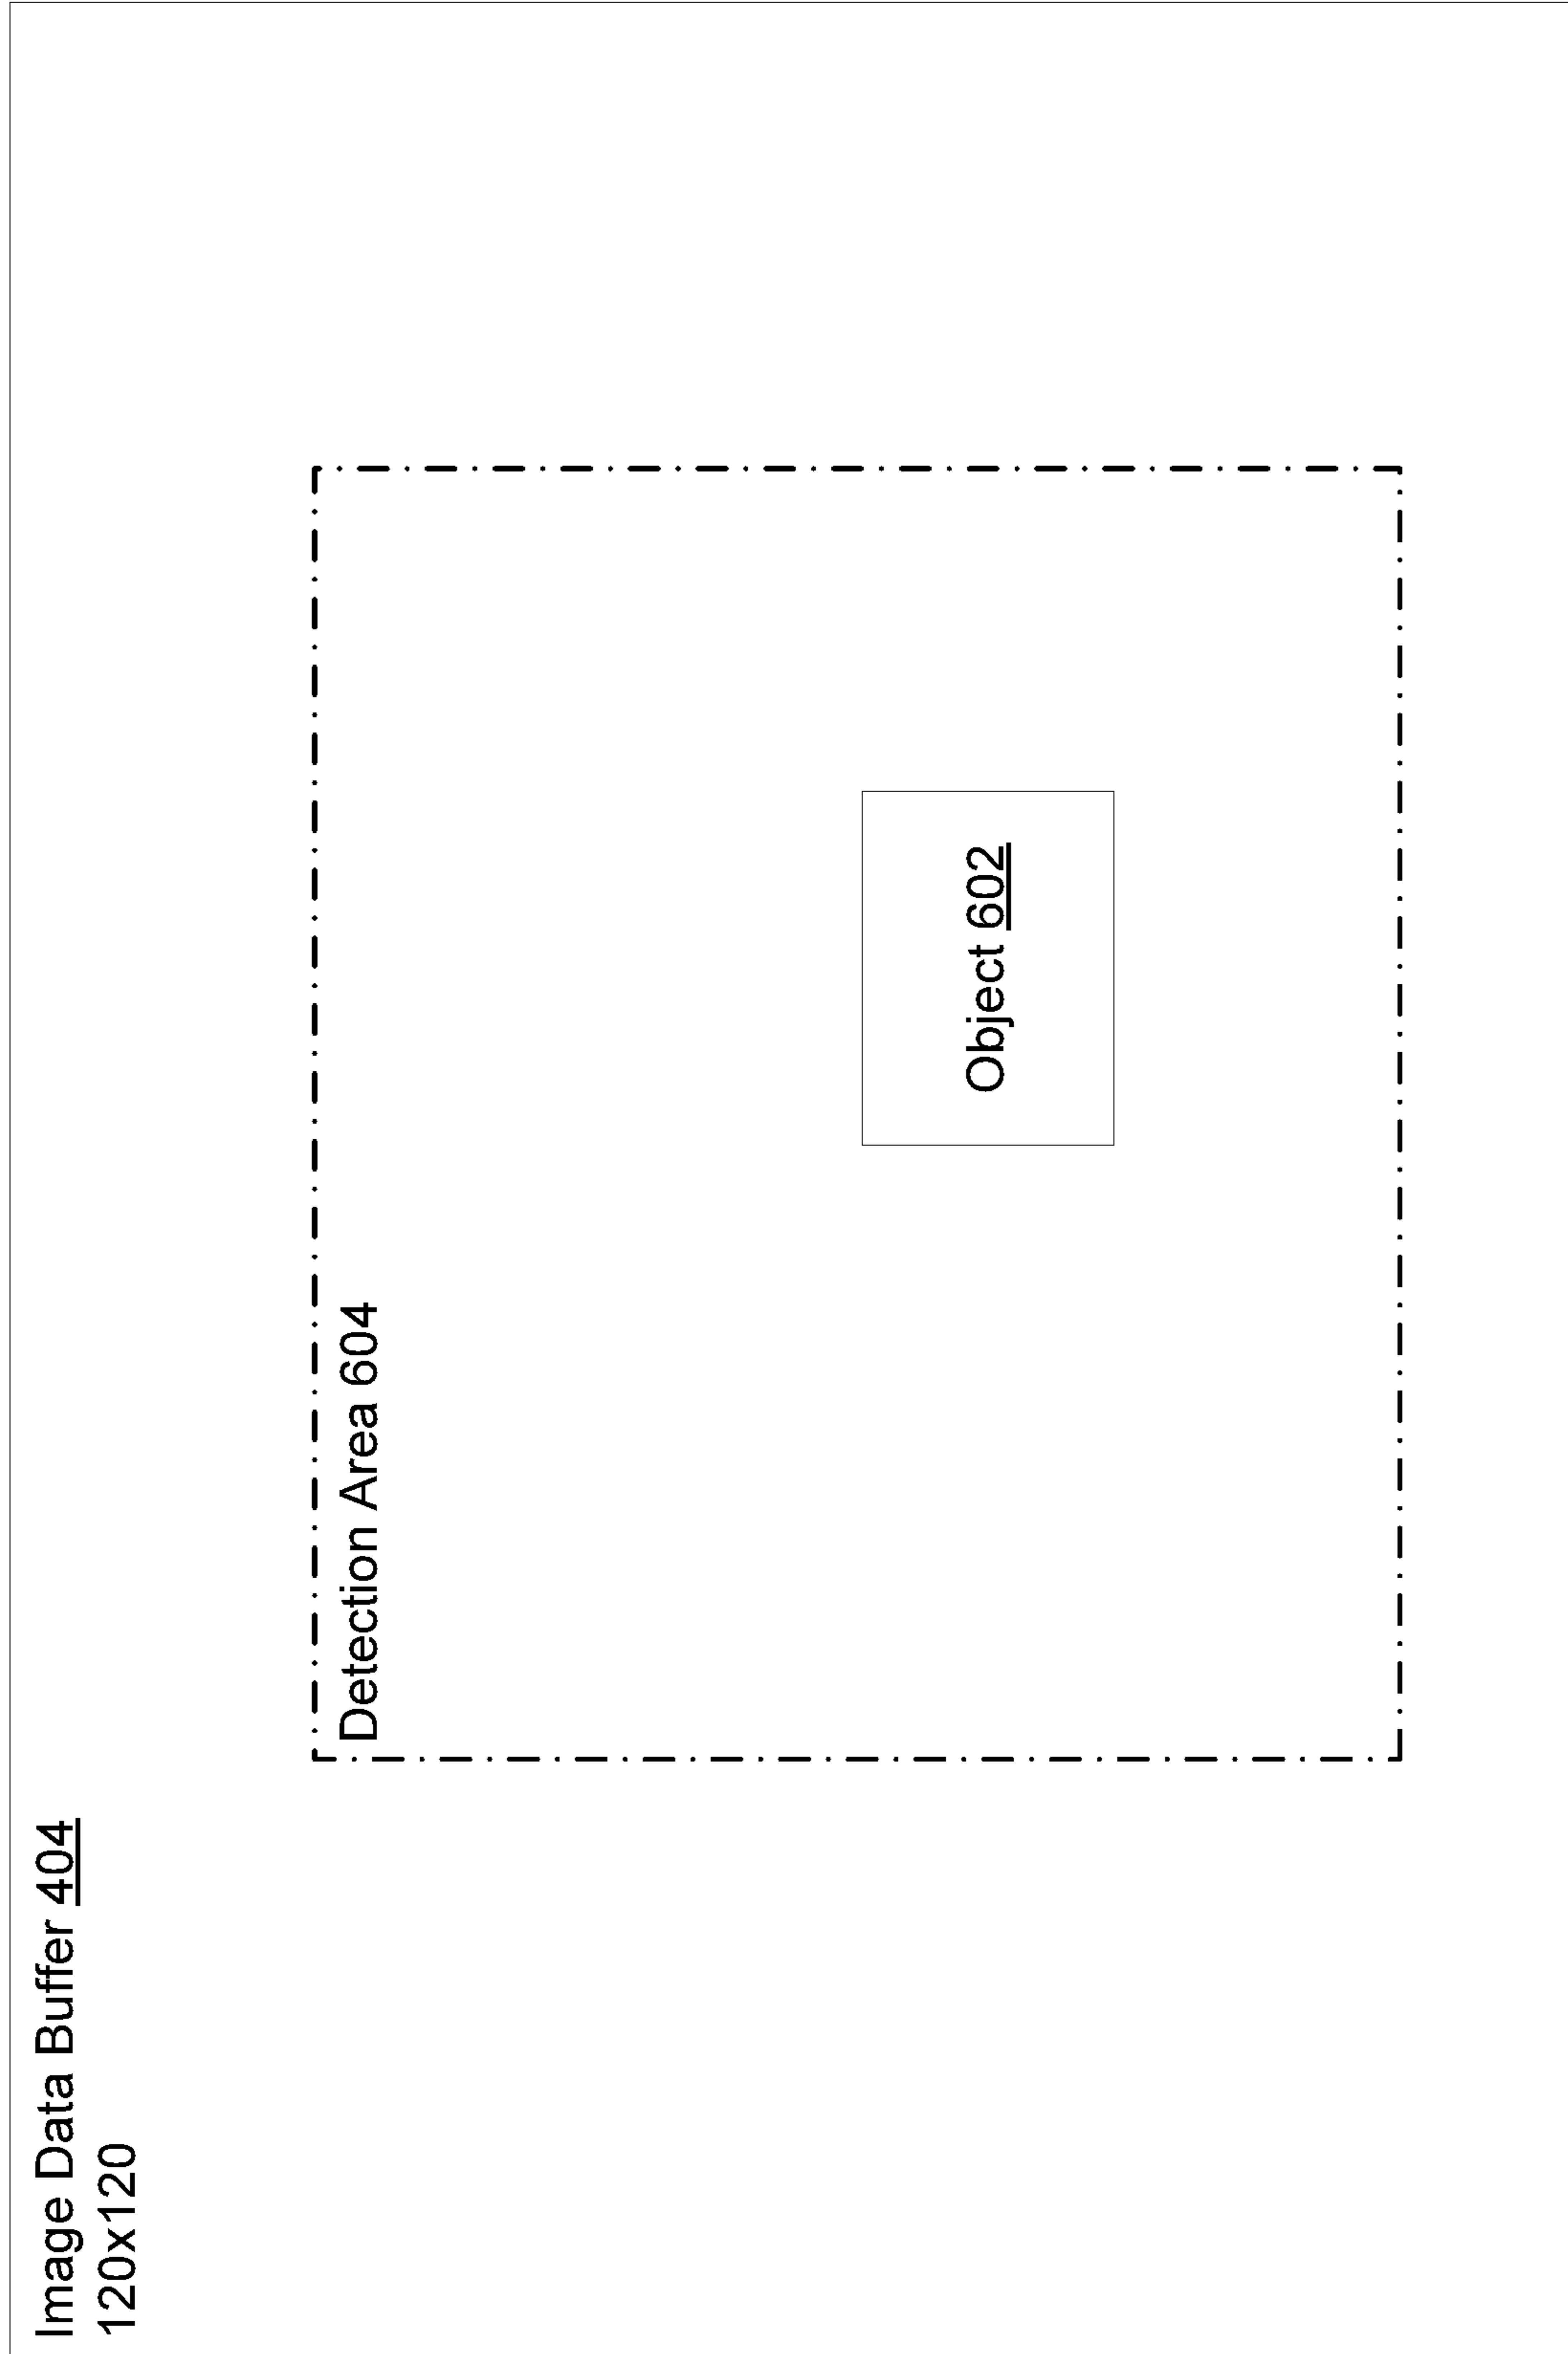 Image Data Buffer 404
120x120
Detection Area 604
Object 602